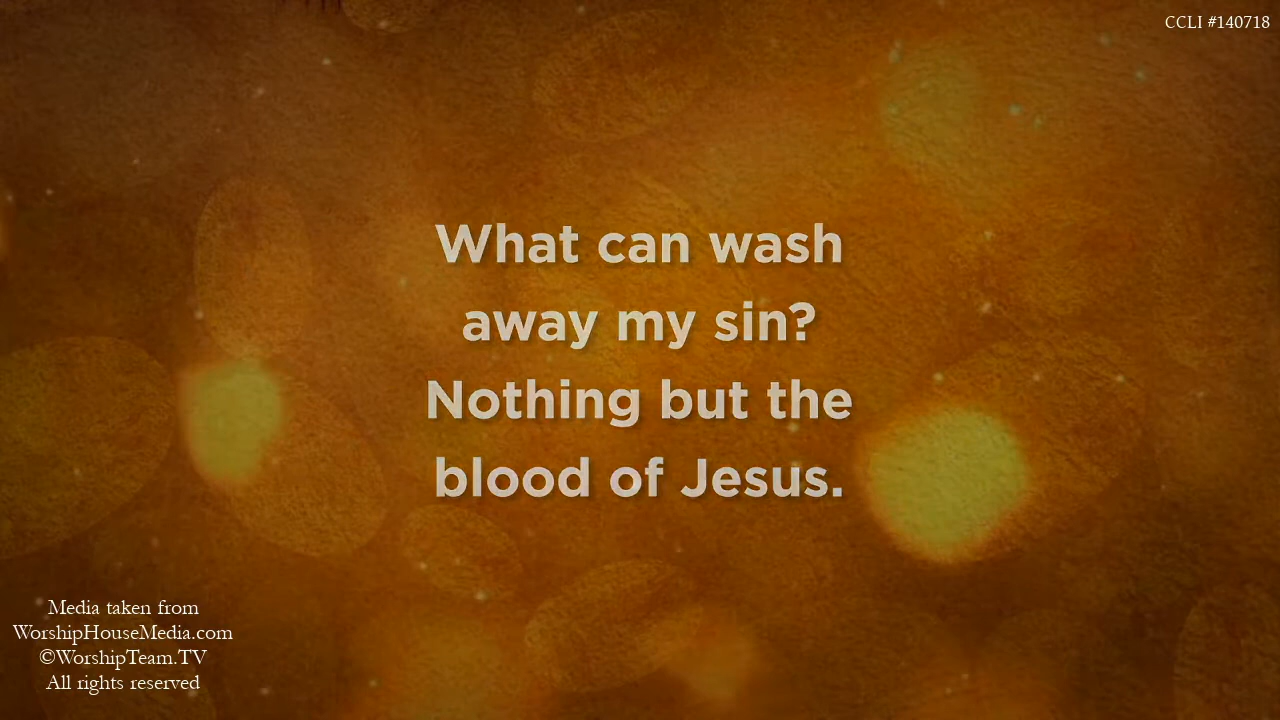 CCLI #140718
What can wash
away my sin?
Nothing but the
blood of Jesus.
Media taken from
WorshipHouseMedia.com
©WorshipTeam.TV
All rights reserved